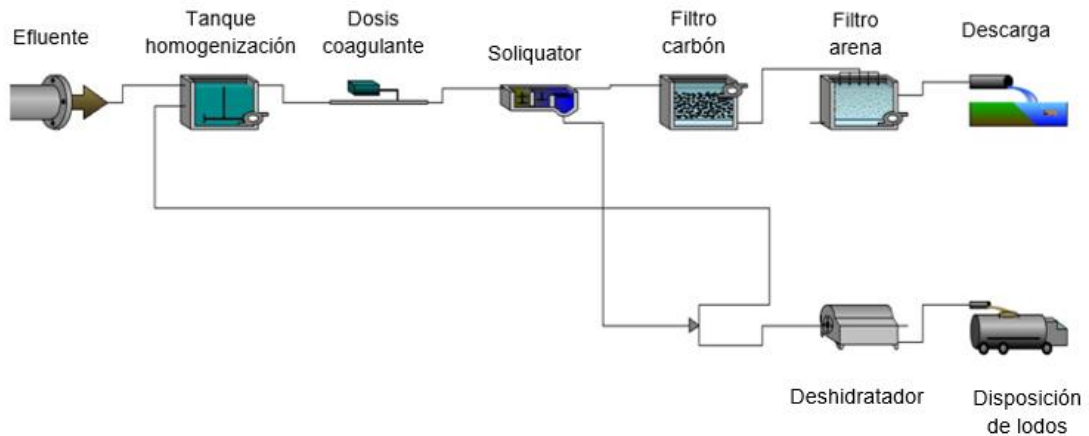 Efluente
Tanque
homogenización
Dosis
coagulante
Soliquator
Filtro
carbón
Filtro
arena
Descarga
Deshidratador
Disposición
de lodos